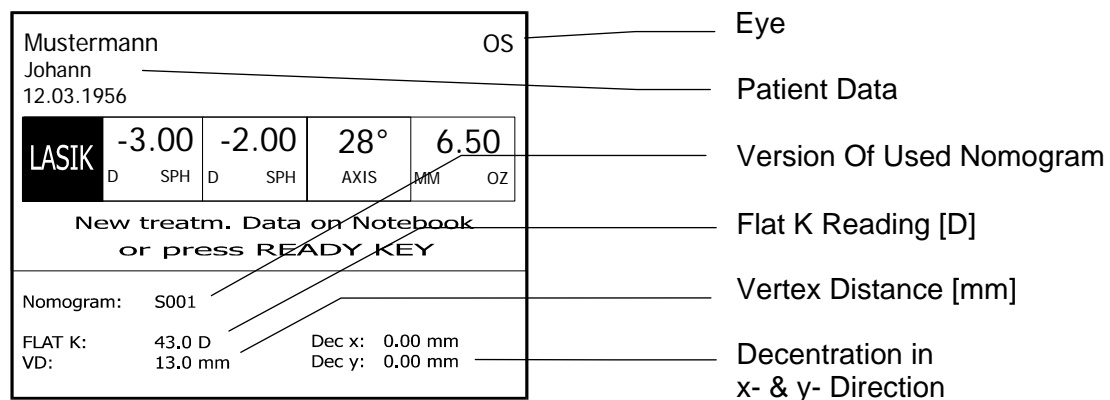 Mustermann OS
Johann
12.03.1956
LASIK -3.00 -2.00 28° 6.50
D SPH D SPH AXIS MM OZ
New treatm. Data on Notebook
or press READY KEY
Nomogram: S001
FLAT K: 43.0 D Dec x: 0.00 mm
VD: 13.0 mm Dec y: 0.00 mm
Eye
Patient Data
Version Of Used Nomogram
Flat K Reading [D]
Vertex Distance [mm]
Decentration in
x- & y- Direction